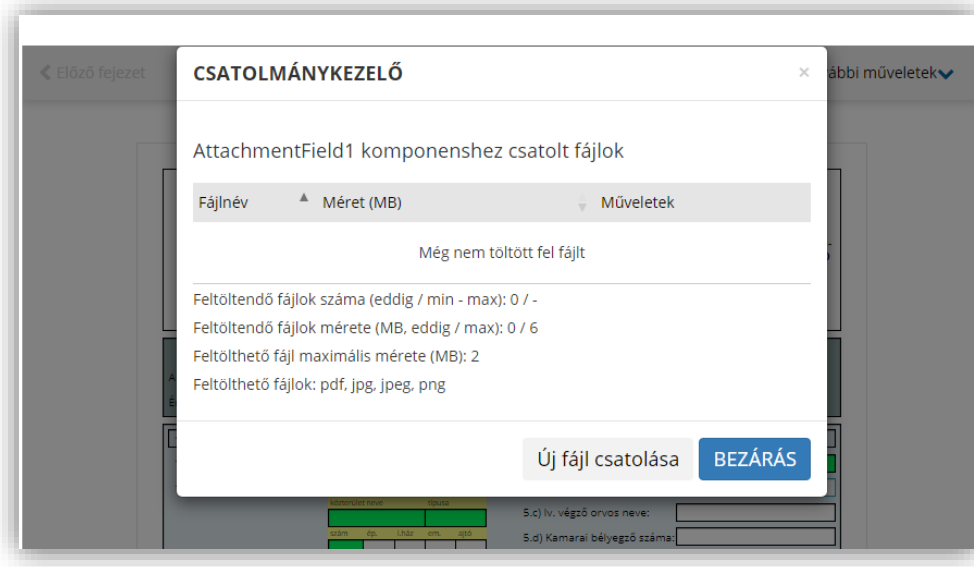 Előző fejezet
CSATOLMÁNYKEZELŐ
×
ábbi műveletek
AttachmentField1 komponenshez csatolt fájlok
Fájlnév Méret (MB) Műveletek
Még nem töltött fel fájlt
Feltöltendő fájlok száma (eddig / min - max): 0 / -
Feltöltendő fájlok mérete (MB, eddig / max): 0 / 6
Feltölthető fájl maximális mérete (MB): 2
Feltölthető fájlok: pdf, jpg, jpeg, png
Új fájl csatolása BEZÁRÁS
közterület neve típusa
5.c) Iv. végző orvos neve:
szám ép. l.ház em. ajtó
5.d) Kamarai bélyegző száma: